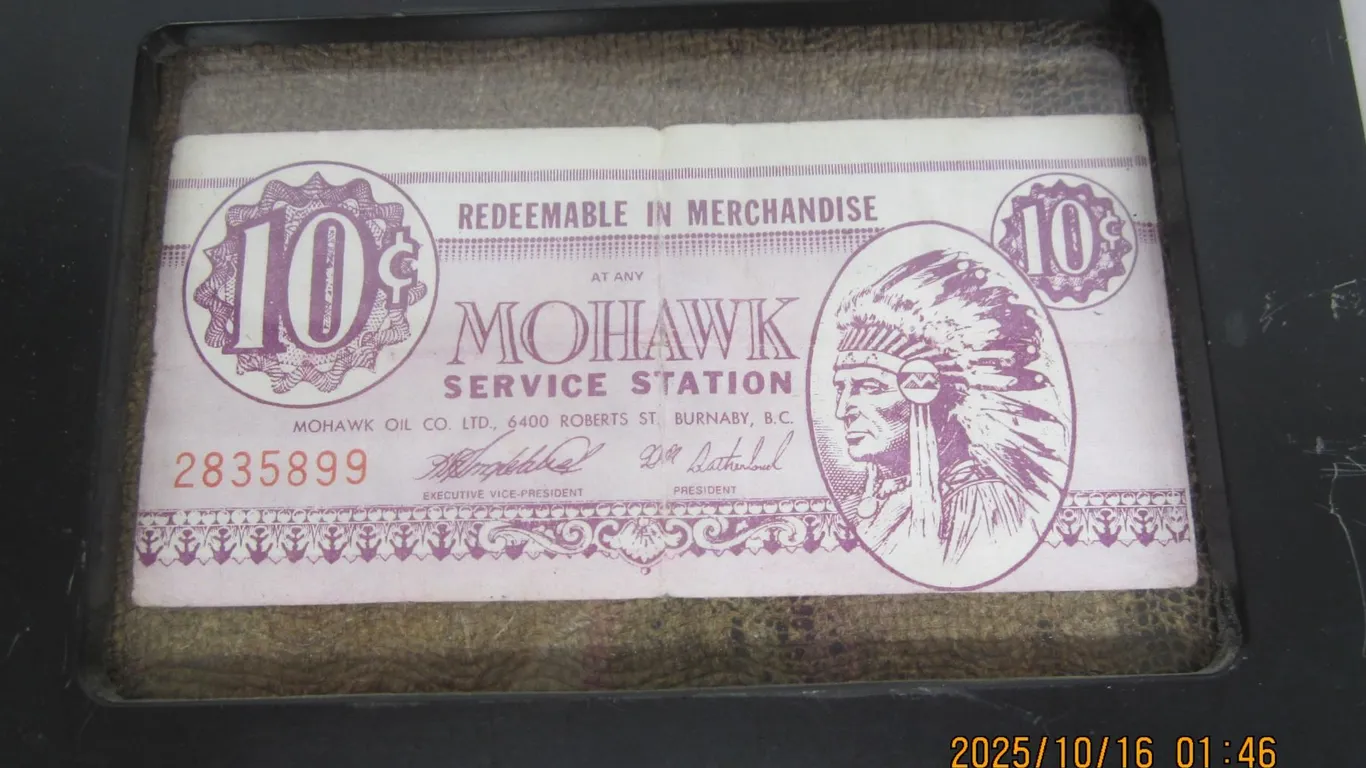 10¢
REDEEMABLE IN MERCHANDISE
10¢
AT ANY
MOHAWK
SERVICE STATION
MOHAWK OIL CO. LTD., 6400 ROBERTS ST. BURNABY, B.C.
2835899
EXECUTIVE VICE-PRESIDENT
PRESIDENT
2025/10/16 01:46